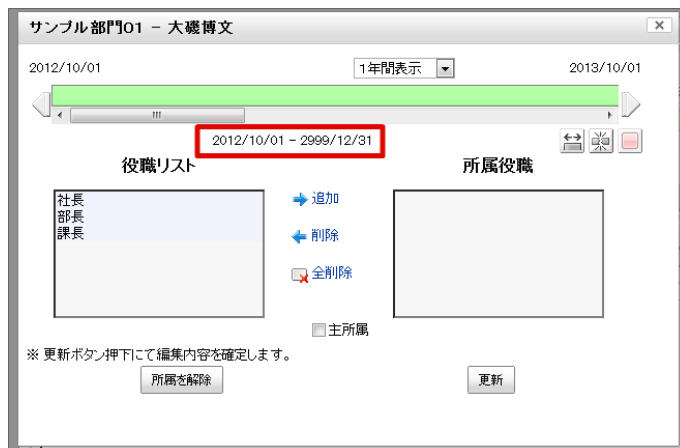 サンプル部門01 - 大磯博文
2012/10/01
1年間表示
2013/10/01
2012/10/01 - 2999/12/31
役職リスト
所属役職
社長
部長
課長
追加
削除
全削除
主所属
※ 更新ボタン押下にて編集内容を確定します。
所属を解除
更新